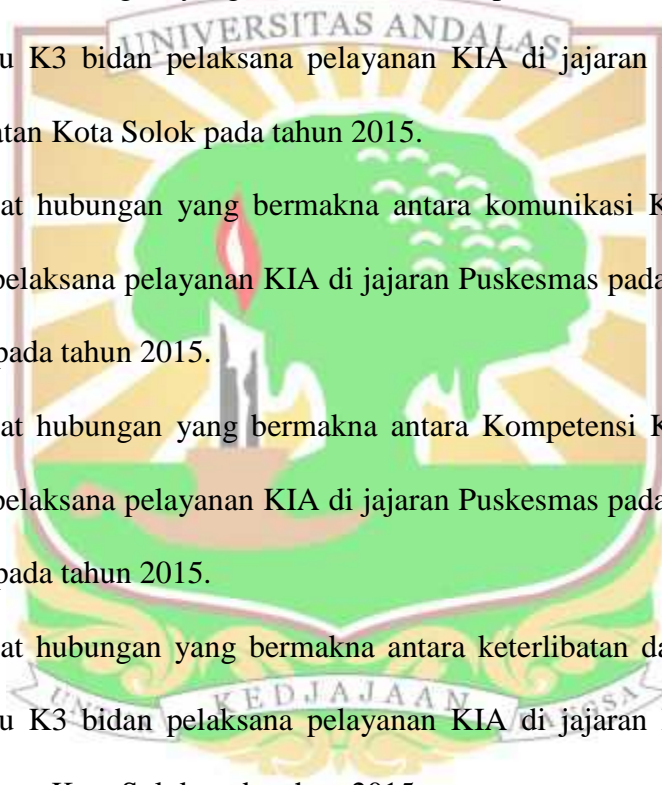 UNIVERSITAS ANDALAS
u K3 bidan pelaksana pelayanan KIA di jajaran
atan Kota Solok pada tahun 2015.
at hubungan yang bermakna antara komunikasi K
pelaksana pelayanan KIA di jajaran Puskesmas pada
pada tahun 2015.
at hubungan yang bermakna antara Kompetensi K
pelaksana pelayanan KIA di jajaran Puskesmas pada
pada tahun 2015.
at hubungan yang bermakna antara keterlibatan da
KEDJAJAAN
u K3 bidan pelaksana pelayanan KIA di jajaran